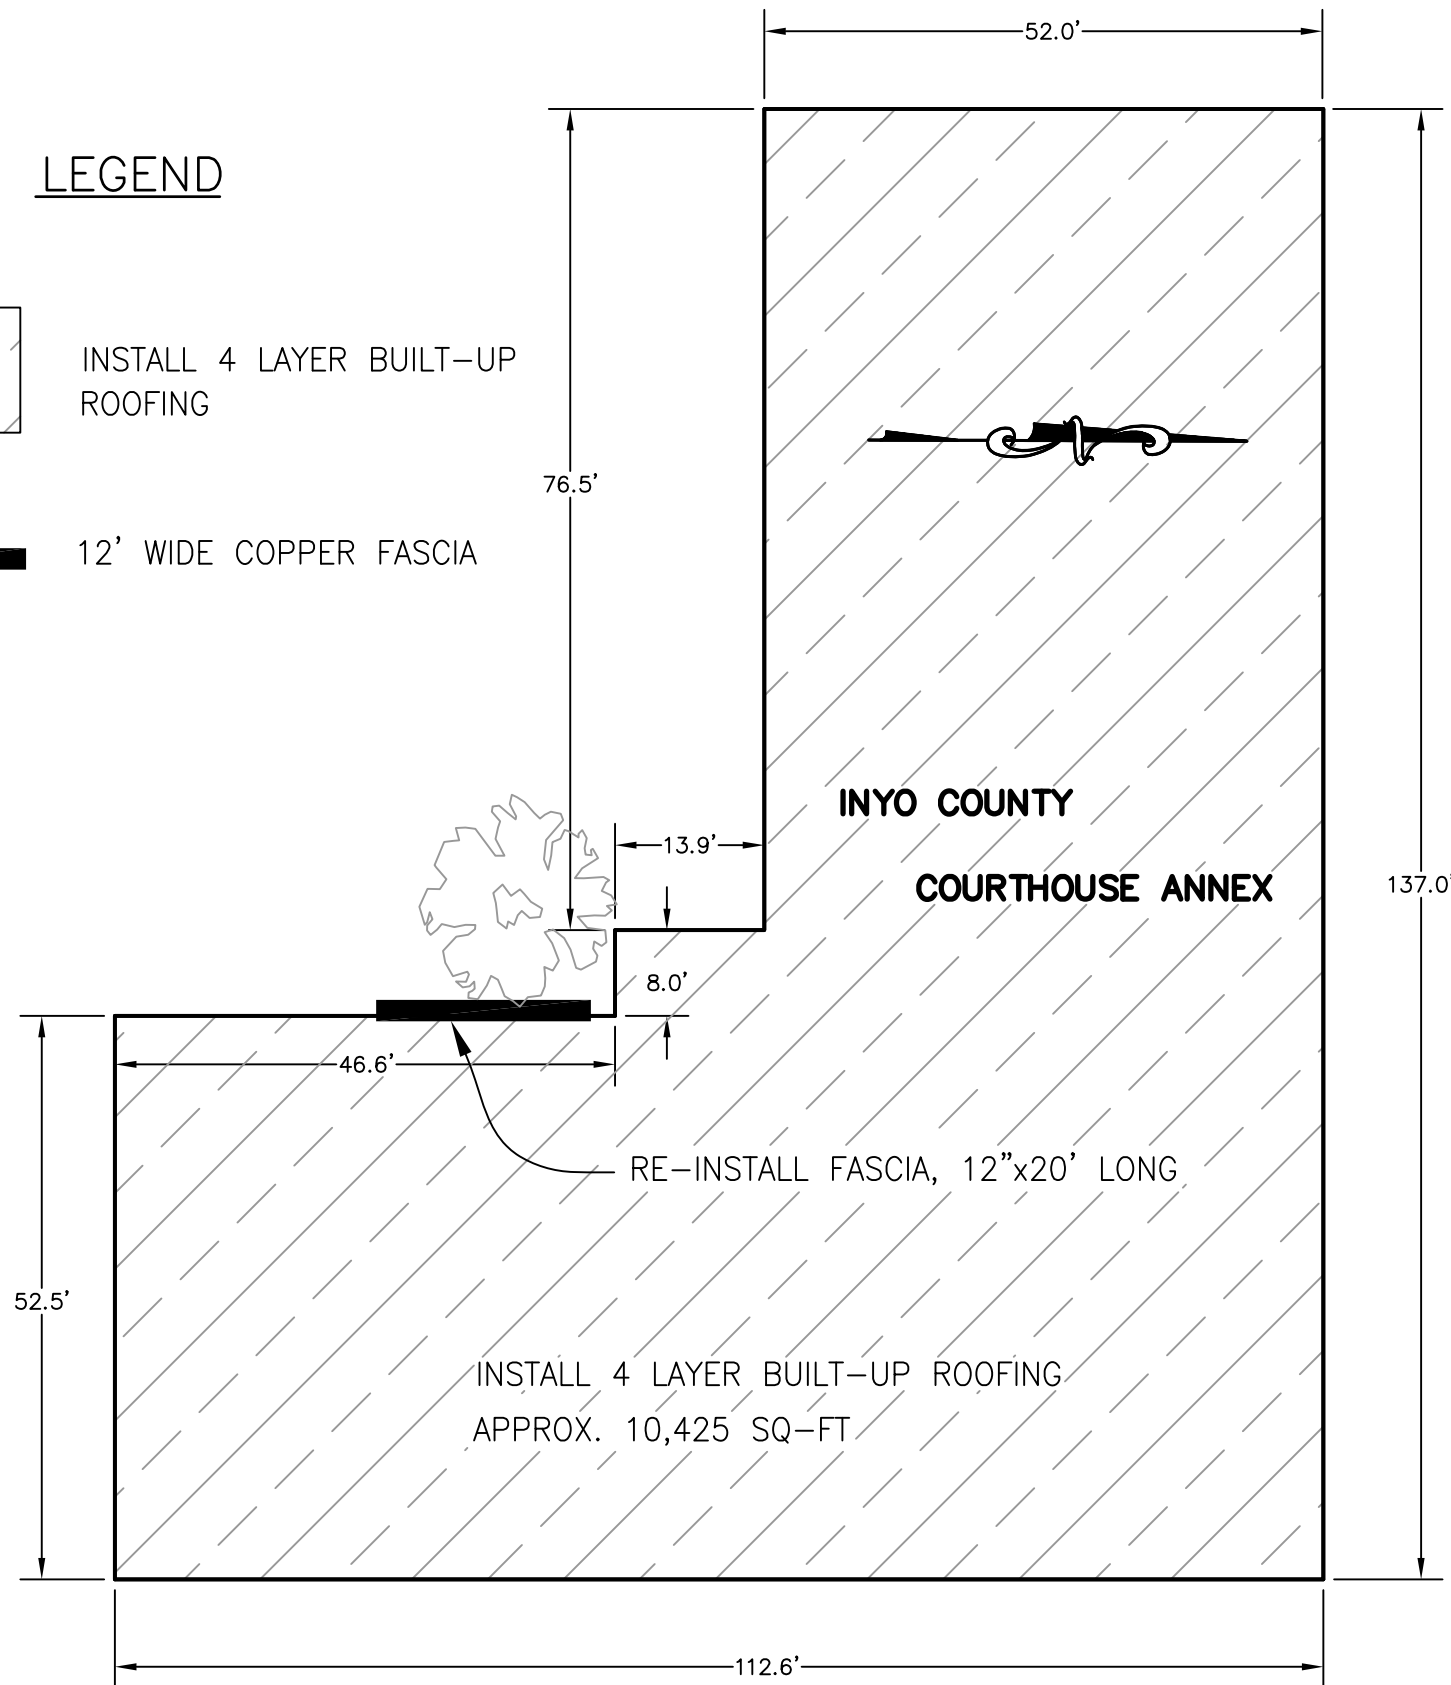 52.0’
LEGEND
INSTALL 4 LAYER BUILT-UP
ROOFING
76.5’
12’ WIDE COPPER FASCIA
INYO COUNTY
13.9’
COURTHOUSE ANNEX
137.0’
8.0’
46.6’
RE-INSTALL FASCIA, 12”x20’ LONG
52.5’
INSTALL 4 LAYER BUILT-UP ROOFING
APPROX. 10,425 SQ-FT
112.6’